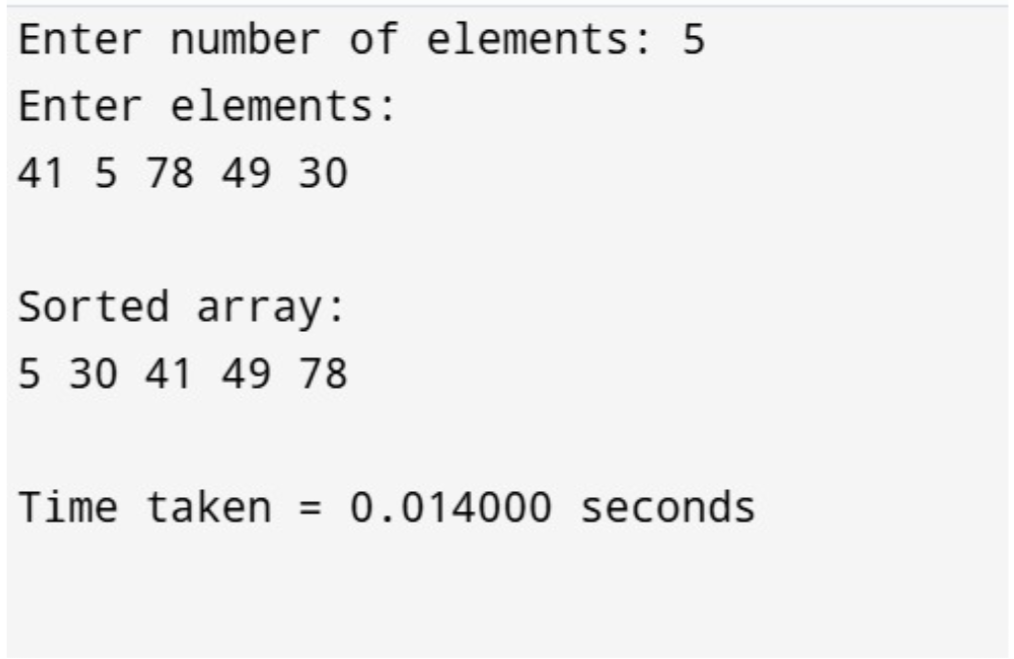 Enter number of elements: 5
Enter elements:
41 5 78 49 30
Sorted array:
5 30 41 49 78
Time taken = 0.014000 seconds